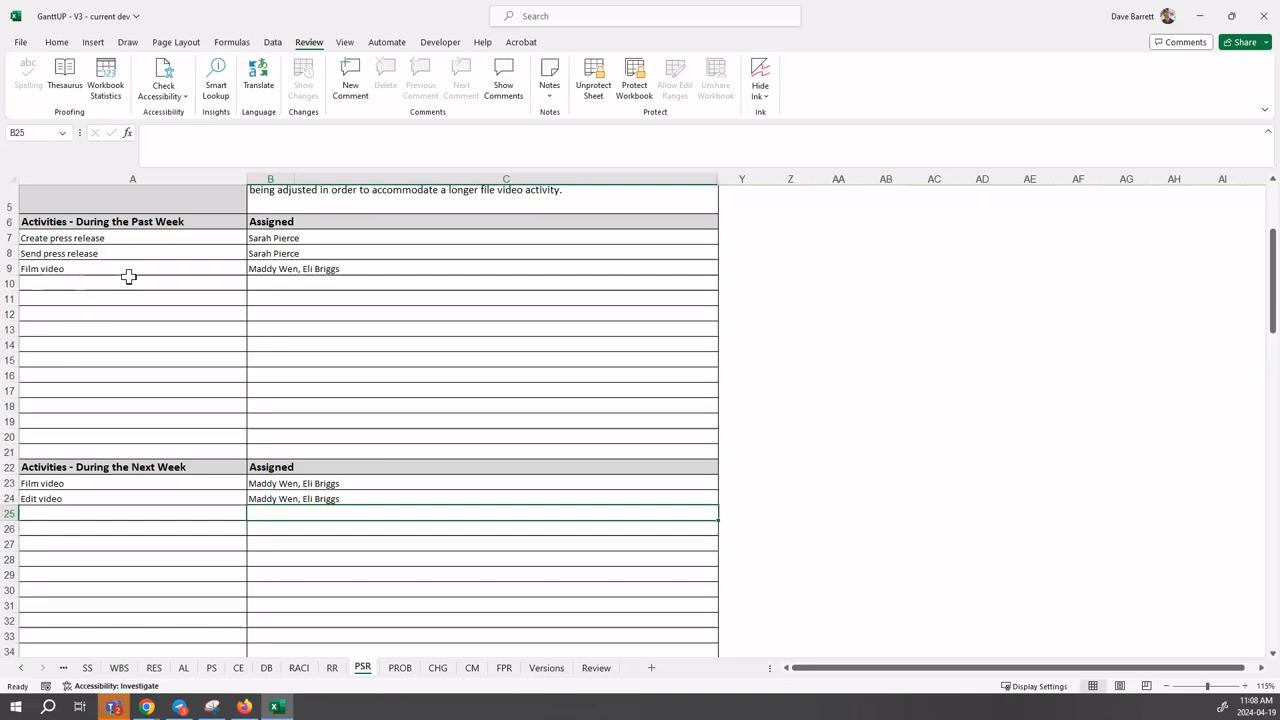 GanttUP - V3 - current dev
Search
Dave Barrett
File Home Insert Draw Page Layout Formulas Data Review View Automate Developer Help Acrobat
Comments Share
Spelling Thesaurus Workbook Statistics
Check Accessibility
Smart Lookup
Translate
Show Changes
New Comment
Delete
Previous Comment
Next Comment
Show Comments
Notes
Unprotect Sheet
Protect Workbook
Allow Edit Ranges
Unshare Workbook
Hide Ink
Proofing Accessibility Insights Language Changes Comments Notes Protect Ink
B25 fx
A B C Y Z AA AB AC AD AE AF AG AH AI
being adjusted in order to accommodate a longer file video activity.
5
6 Activities - During the Past Week Assigned
7 Create press release Sarah Pierce
8 Send press release Sarah Pierce
9 Film video Maddy Wen, Eli Briggs
10
11
12
13
14
15
16
17
18
19
20
21
22 Activities - During the Next Week Assigned
23 Film video Maddy Wen, Eli Briggs
24 Edit video Maddy Wen, Eli Briggs
25
26
27
28
29
30
31
32
33
34
... SS WBS RES AL PS CE DB RACI RR PSR PROB CHG CM FPR Versions Review +
Ready Accessibility: Investigate Display Settings 115%
11:08 AM
2024-04-19